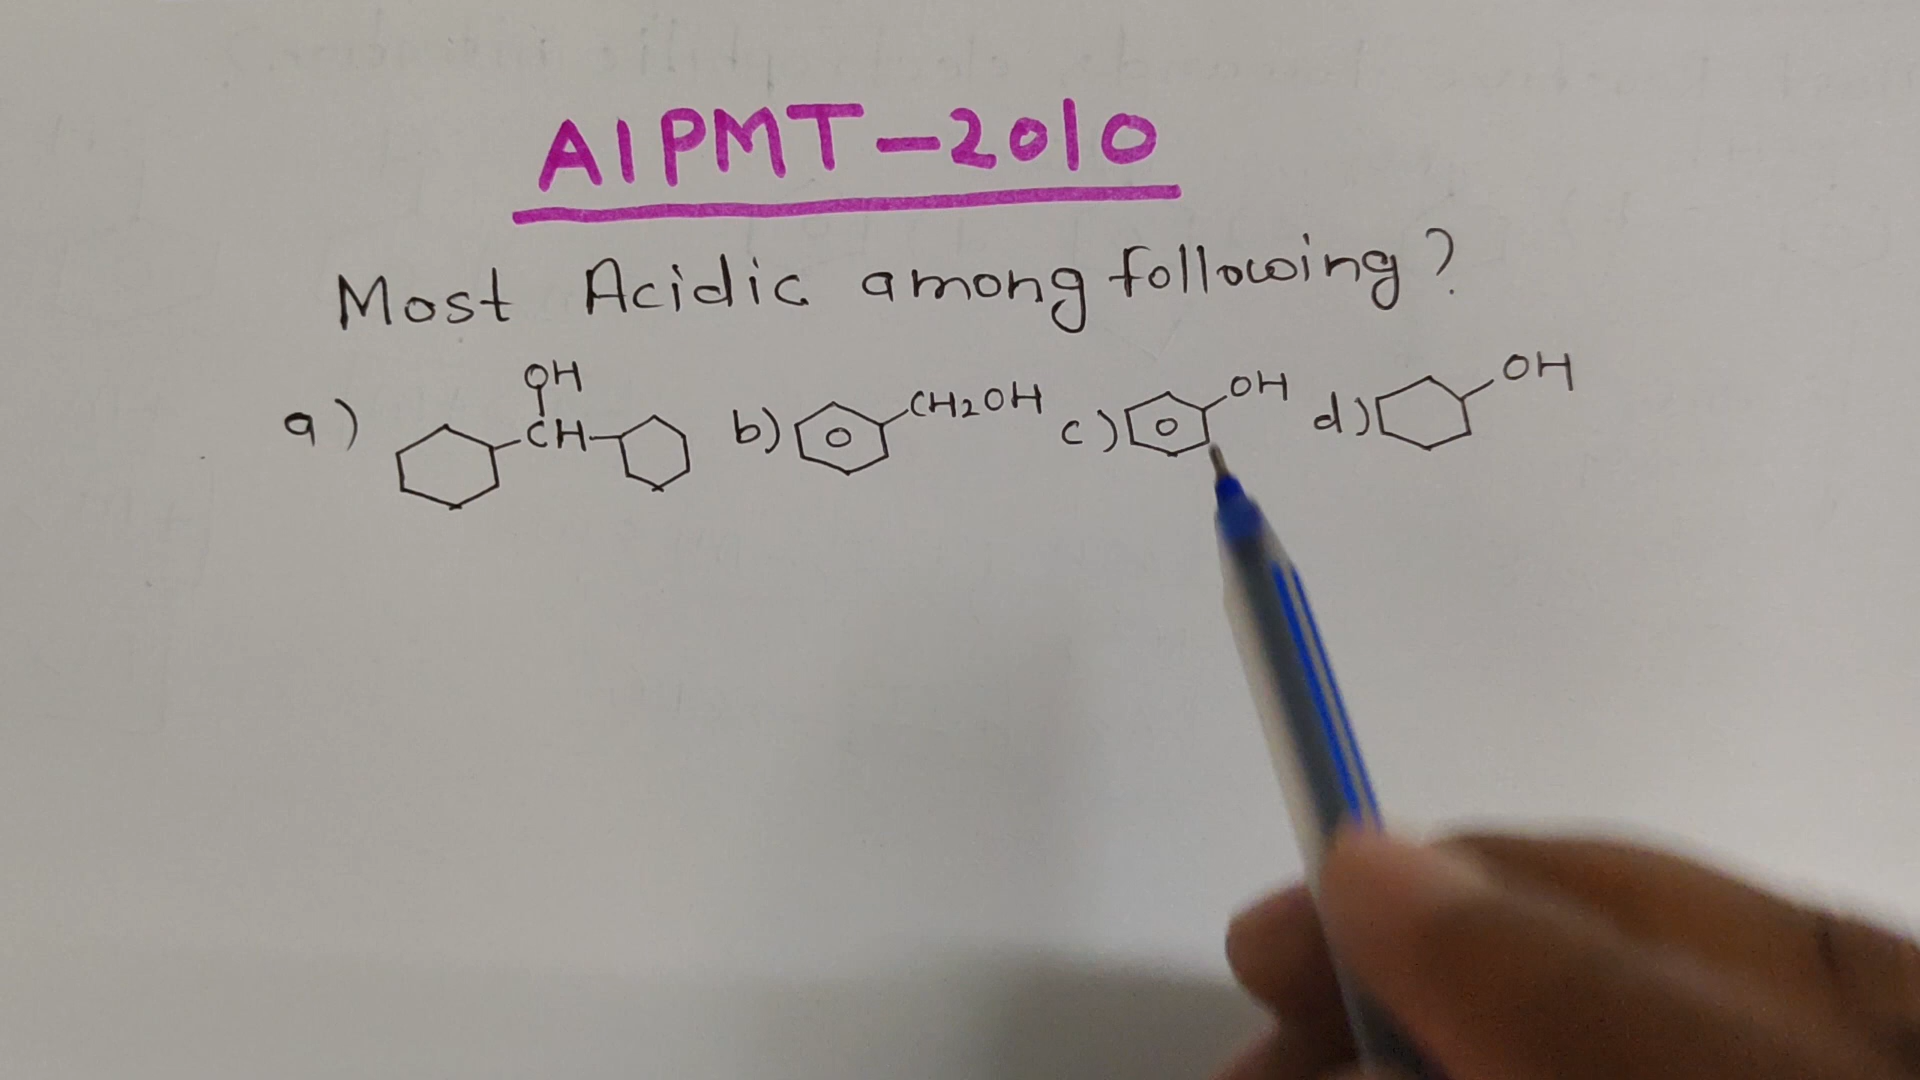 AIPMT-2010
Most Acidic among following?
OH
a) CH b) CH2OH c) OH d) OH